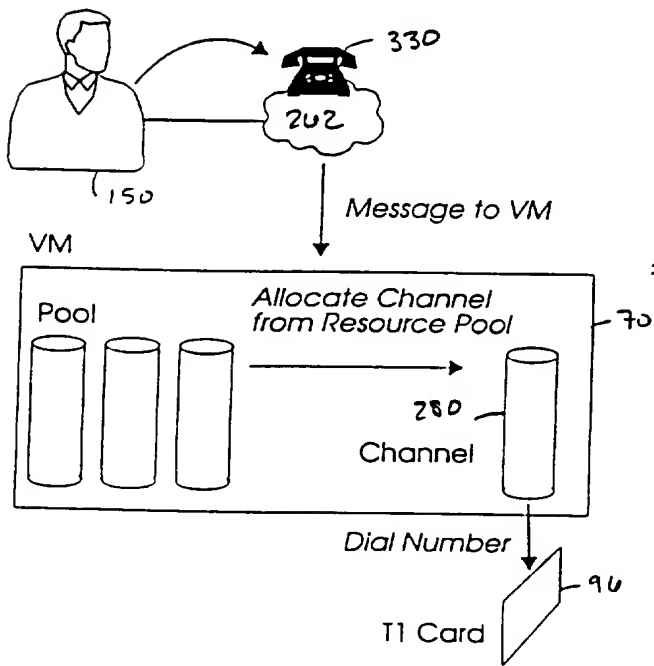 330
202
150
Message to VM
VM
Allocate Channel
from Resource Pool
Pool
70
280
Channel
Dial Number
96
T1 Card